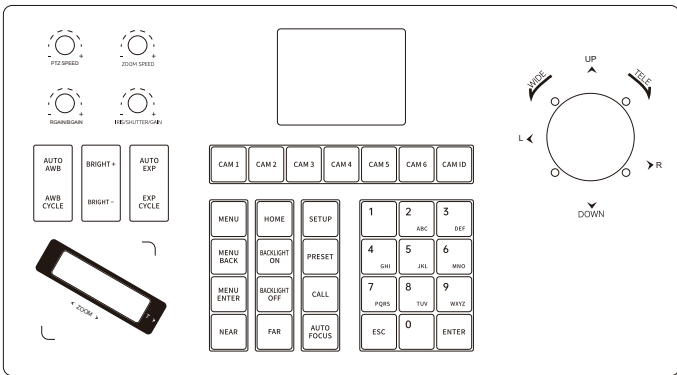 - +
PTZ SPEED
- +
ZOOM SPEED
- +
RGAIN/BGAIN
- +
IRIS/SHUTTER/GAIN
AUTO
AWB
AWB
CYCLE
BRIGHT +
BRIGHT −
AUTO
EXP
EXP
CYCLE
< ZOOM >
T
CAM 1
CAM 2
CAM 3
CAM 4
CAM 5
CAM 6
CAM ID
MENU
HOME
SETUP
MENU
BACK
BACKLIGHT
ON
PRESET
MENU
ENTER
BACKLIGHT
OFF
CALL
NEAR
FAR
AUTO
FOCUS
1
2
ABC
3
DEF
4
GHI
5
JKL
6
MNO
7
PQRS
8
TUV
9
WXYZ
ESC
0
ENTER
UP
WIDE
TELE
L
R
DOWN